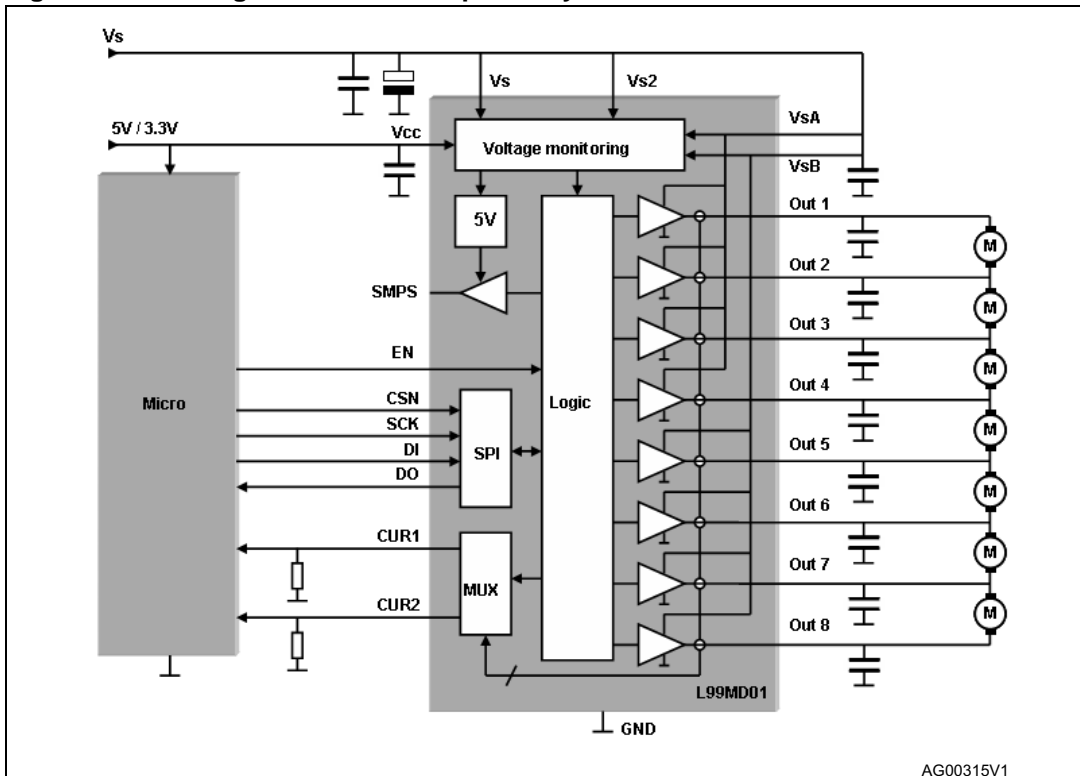 Vs
Vs
Vs2
5V / 3.3V
Vcc
VsA
Voltage monitoring
VsB
5V
Out 1
Out 2
SMPS
Out 3
EN
Out 4
Micro
CSN
Logic
SCK
Out 5
SPI
DI
DO
Out 6
CUR1
Out 7
MUX
CUR2
Out 8
L99MD01
GND
M
M
M
M
M
M
M
AG00315V1